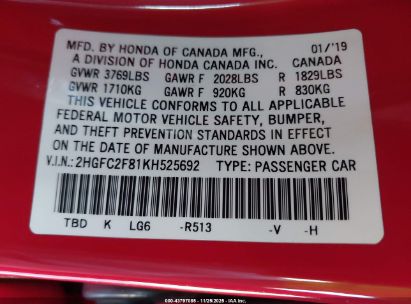 MFD. BY HONDA OF CANADA MFG., 01/'19
A DIVISION OF HONDA CANADA INC. CANADA
GVWR 3769LBS GAWR F 2028LBS R 1829LBS
GVWR 1710KG GAWR F 920KG R 830KG
THIS VEHICLE CONFORMS TO ALL APPLICABLE
FEDERAL MOTOR VEHICLE SAFETY, BUMPER,
AND THEFT PREVENTION STANDARDS IN EFFECT
ON THE DATE OF MANUFACTURE SHOWN ABOVE.
V.I.N.: 2HGFC2F81KH525692 TYPE: PASSENGER CAR
TBD K LG6 -R513 -V -H